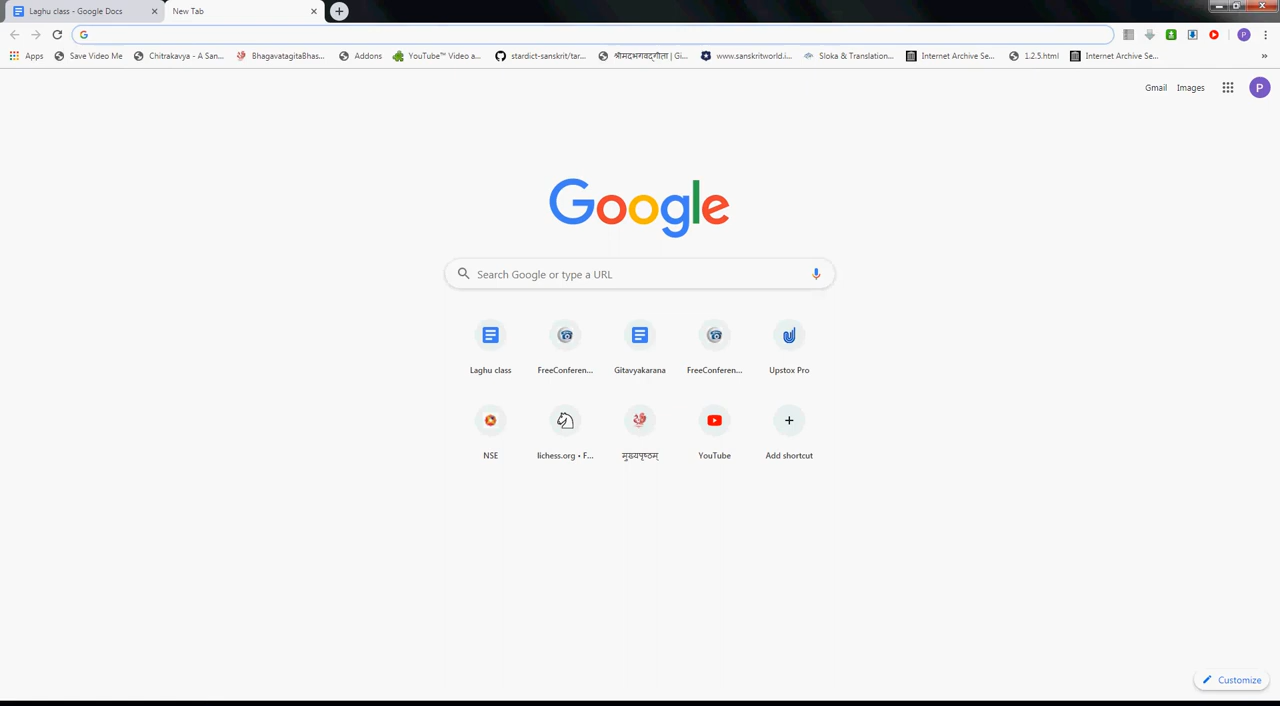 Laghu class - Google Docs
New Tab
Apps Save Video Me Chitrakavya - A San... BhagavatagitaBhas... Addons YouTube™ Video a... stardict-sanskrit/tar... श्रीमद्भगवद्गीता | Gi... www.sanskritworld.i... Sloka & Translation... Internet Archive Se... 1.2.5.html Internet Archive Se... »
Gmail Images P
Google
Search Google or type a URL
Laghu class FreeConferen... Gitavyakarana FreeConferen... Upstox Pro
NSE lichess.org • F... मुख्यपृष्ठम् YouTube Add shortcut
Customize